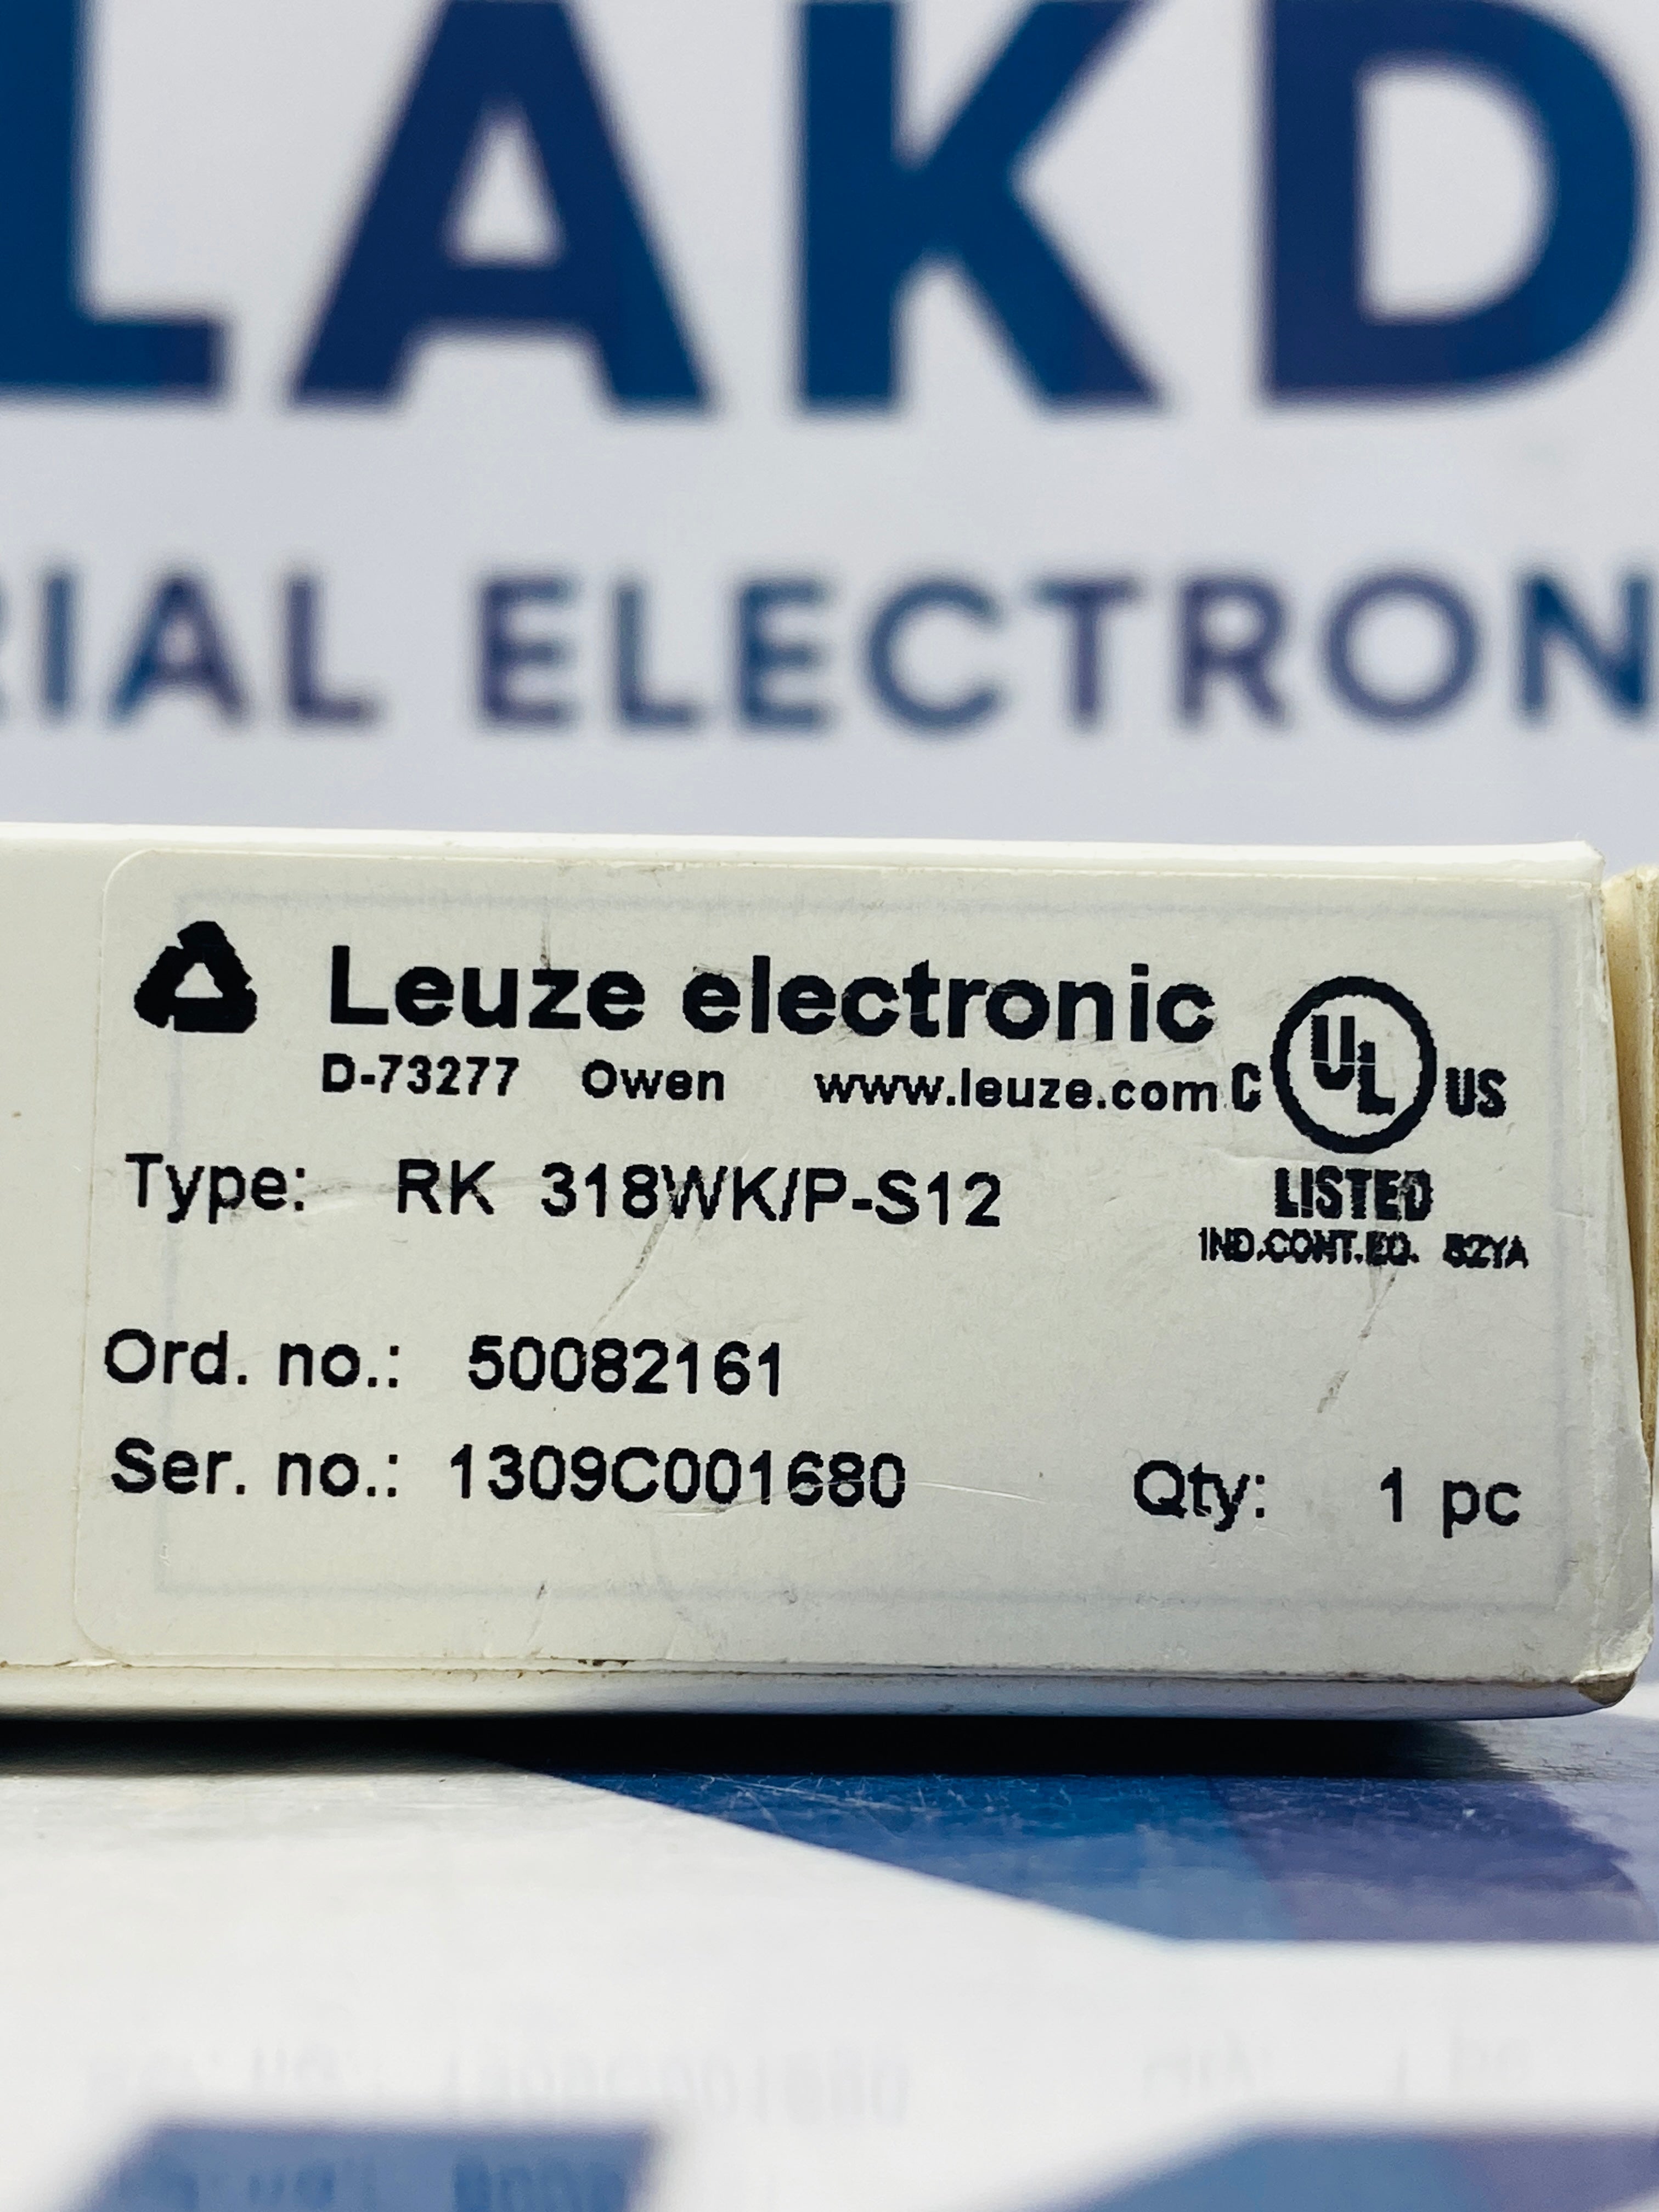 LAKD
RIAL ELECTRON
Leuze electronic
D-73277 Owen www.leuze.com
C UL US
LISTED
IND.CONT.EQ. 52YA
Type: RK 318WK/P-S12
Ord. no.: 50082161
Ser. no.: 1309C001680 Qty: 1 pc